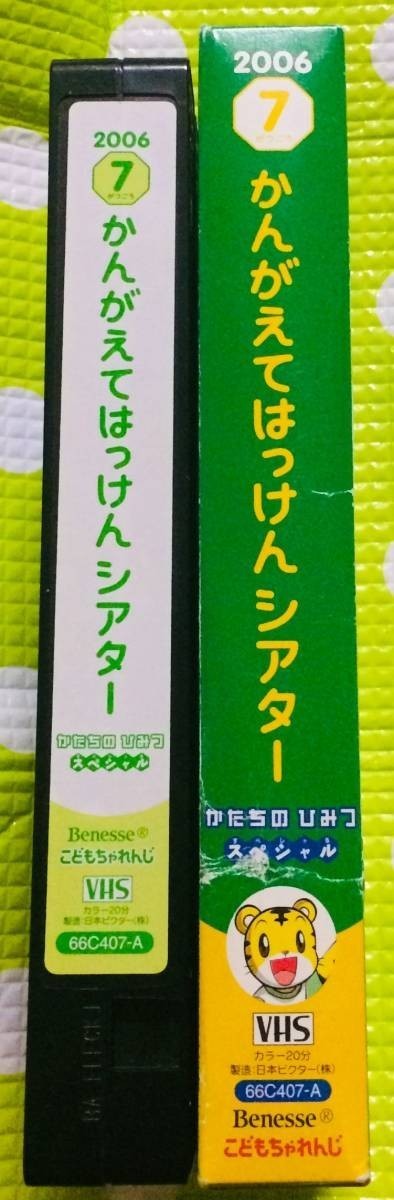 2006
7
がつごう
かんがえてはっけんシアター
かたちのひみつ
スペシャル
Benesse®
こどもちゃれんじ
VHS
カラー20分
製造:日本ビクター(株)
66C407-A
2006
7
がつごう
かんがえてはっけんシアター
かたちのひみつ
スペシャル
VHS
カラー20分
製造:日本ビクター(株)
66C407-A
Benesse®
こどもちゃれんじ